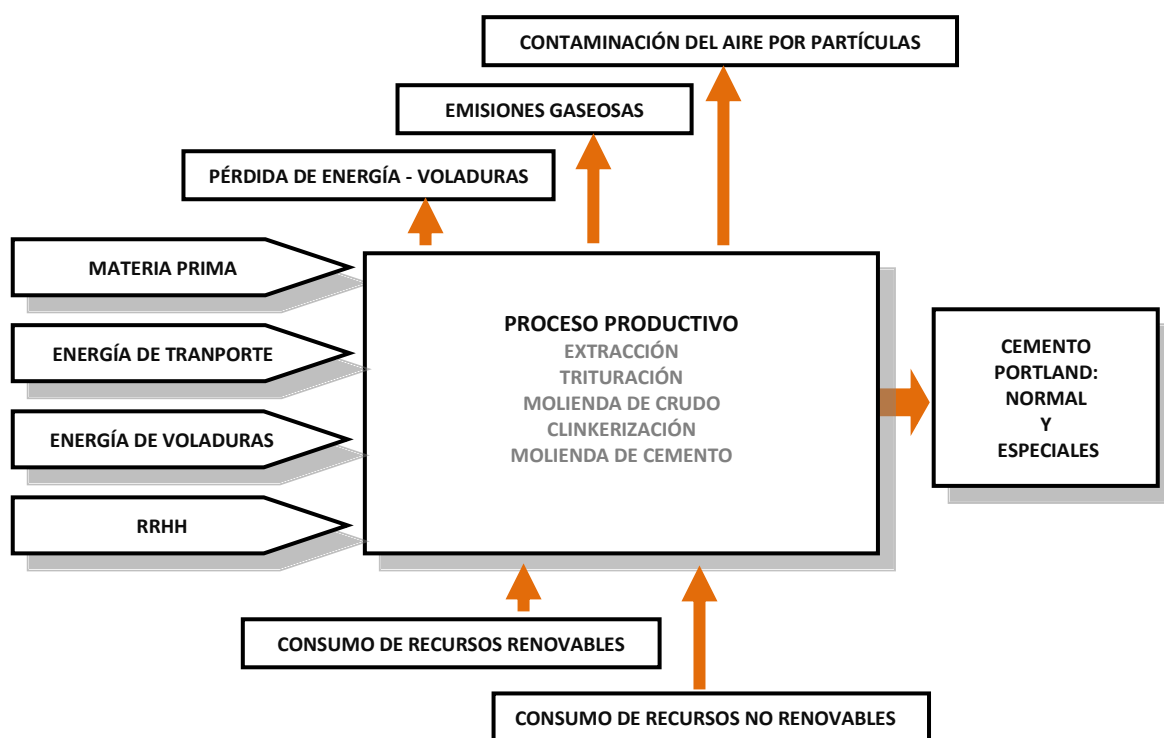 CONTAMINACIÓN DEL AIRE POR PARTÍCULAS
EMISIONES GASEOSAS
PÉRDIDA DE ENERGÍA - VOLADURAS
MATERIA PRIMA
ENERGÍA DE TRANPORTE
ENERGÍA DE VOLADURAS
RRHH
PROCESO PRODUCTIVO
EXTRACCIÓN
TRITURACIÓN
MOLIENDA DE CRUDO
CLINKERIZACIÓN
MOLIENDA DE CEMENTO
CEMENTO
PORTLAND:
NORMAL
Y
ESPECIALES
CONSUMO DE RECURSOS RENOVABLES
CONSUMO DE RECURSOS NO RENOVABLES